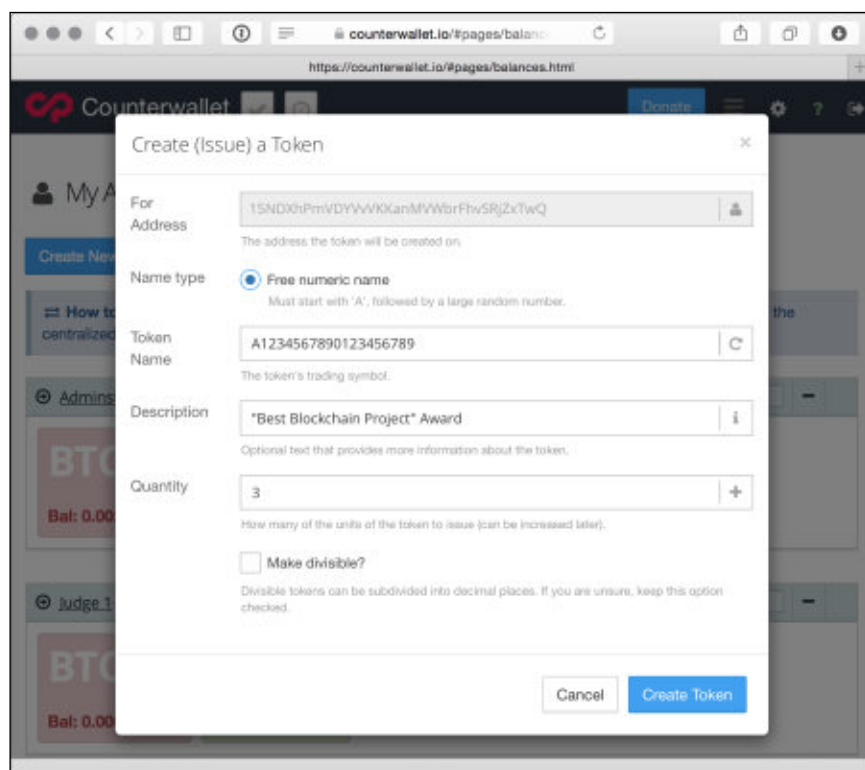 counterwallet.io/#pages/balanc
https://counterwallet.io/#pages/balances.html
Counterwallet
Donate
Create (Issue) a Token
My A
Create New
How to
the
centralized
For
Address
The address the token will be created on.
Name type
Free numeric name
Must start with 'A', followed by a large random number.
Token
Name
A1234567890123456789
The token's trading symbol.
Adminis
Description
"Best Blockchain Project" Award
Optional text that provides more information about the token.
BTC
Bal: 0.00
Quantity
3
How many of the units of the token to issue (can be increased later).
Make divisible?
Divisible tokens can be subdivided into decimal places. If you are unsure, keep this option
checked.
Judge 1
BTC
Bal: 0.00
Cancel
Create Token